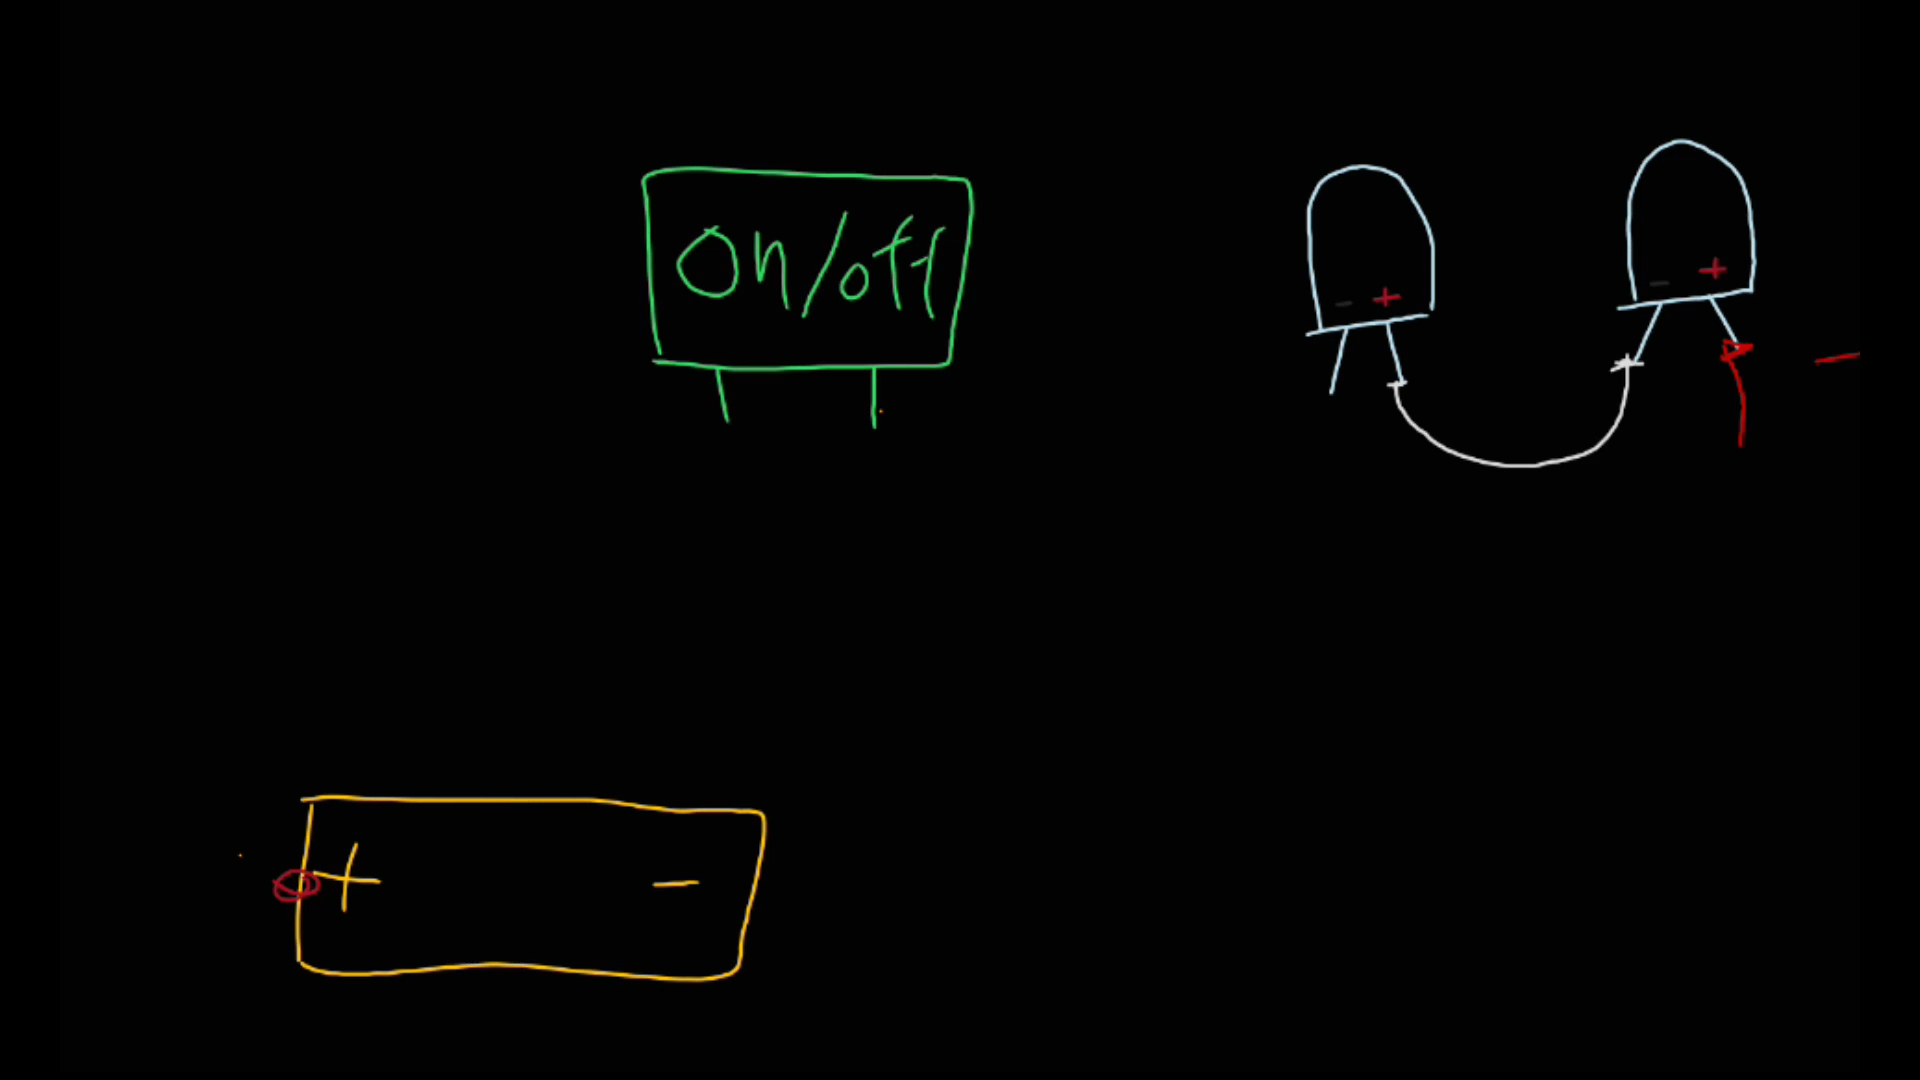 On/off
- +
- +
+ -